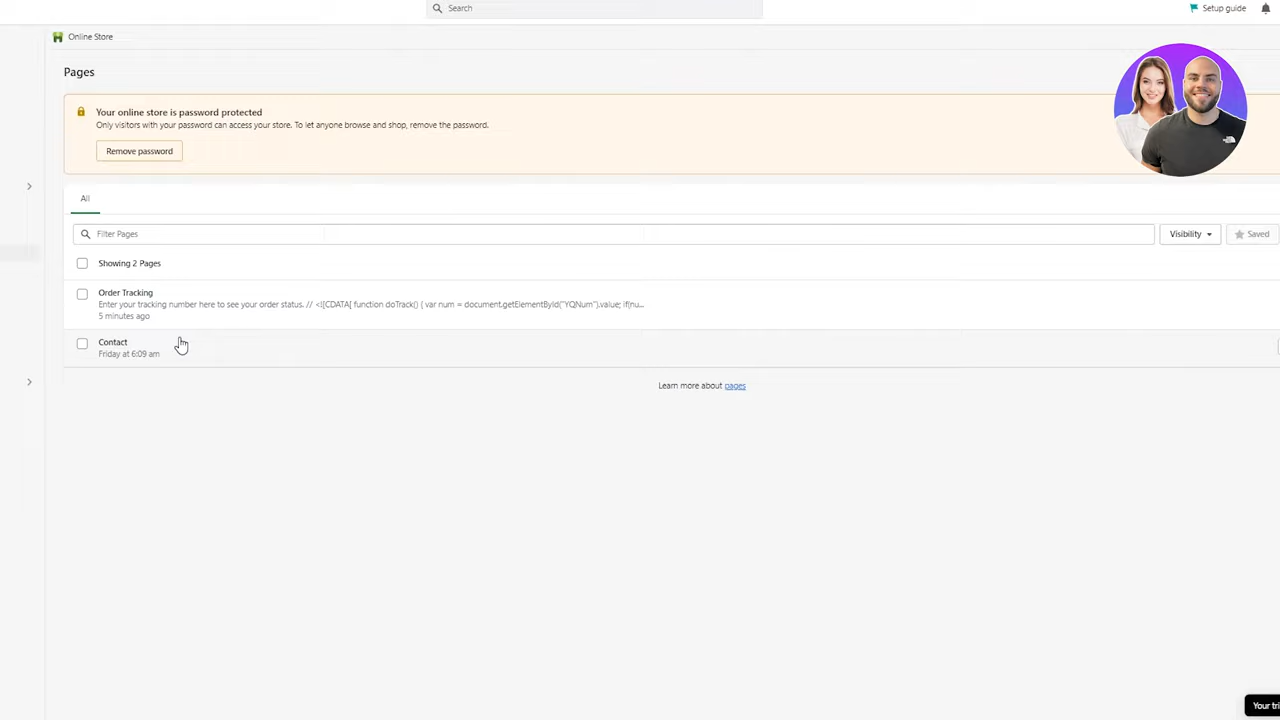 Search
Setup guide
Online Store
Pages
Your online store is password protected
Only visitors with your password can access your store. To let anyone browse and shop, remove the password.
Remove password
All
Filter Pages
Visibility
Saved
Showing 2 Pages
Order Tracking
Enter your tracking number here to see your order status. // <![CDATA[ function doTrack() { var num = document.getElementById("YQNum").value; if(nu...
5 minutes ago
Contact
Friday at 6:09 am
Learn more about pages
Your tri